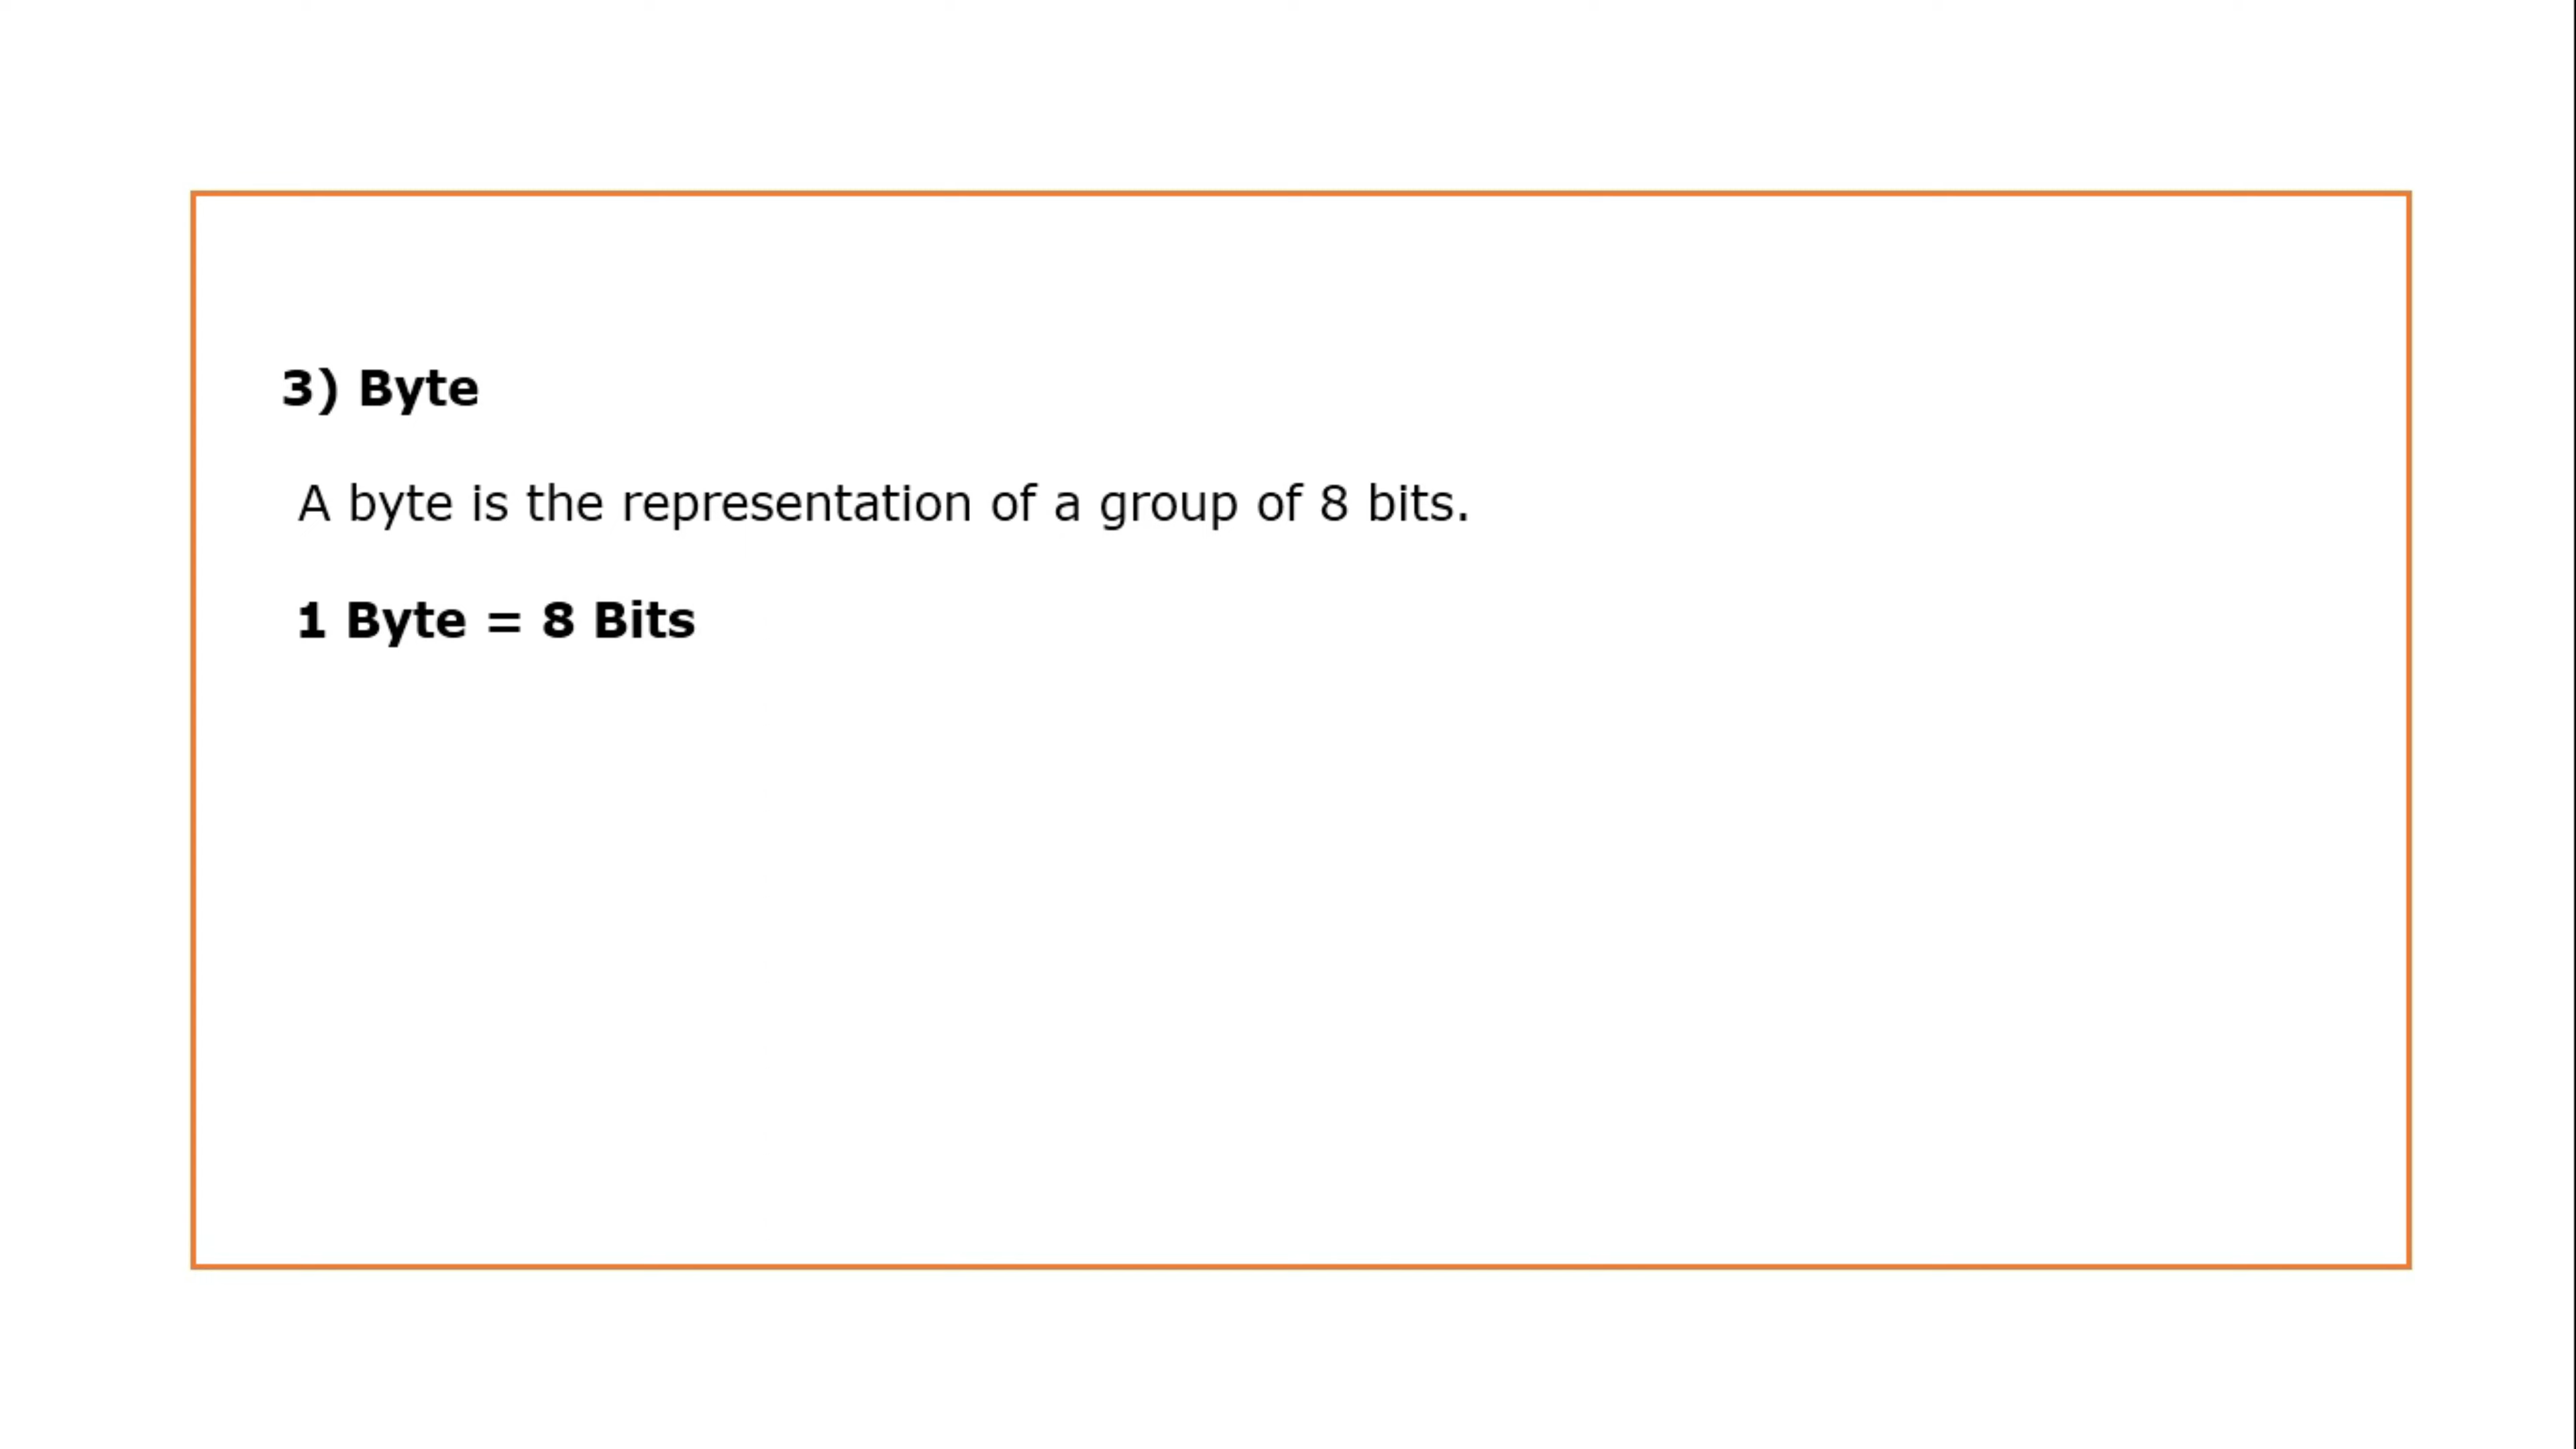 3) Byte
A byte is the representation of a group of 8 bits.
1 Byte = 8 Bits